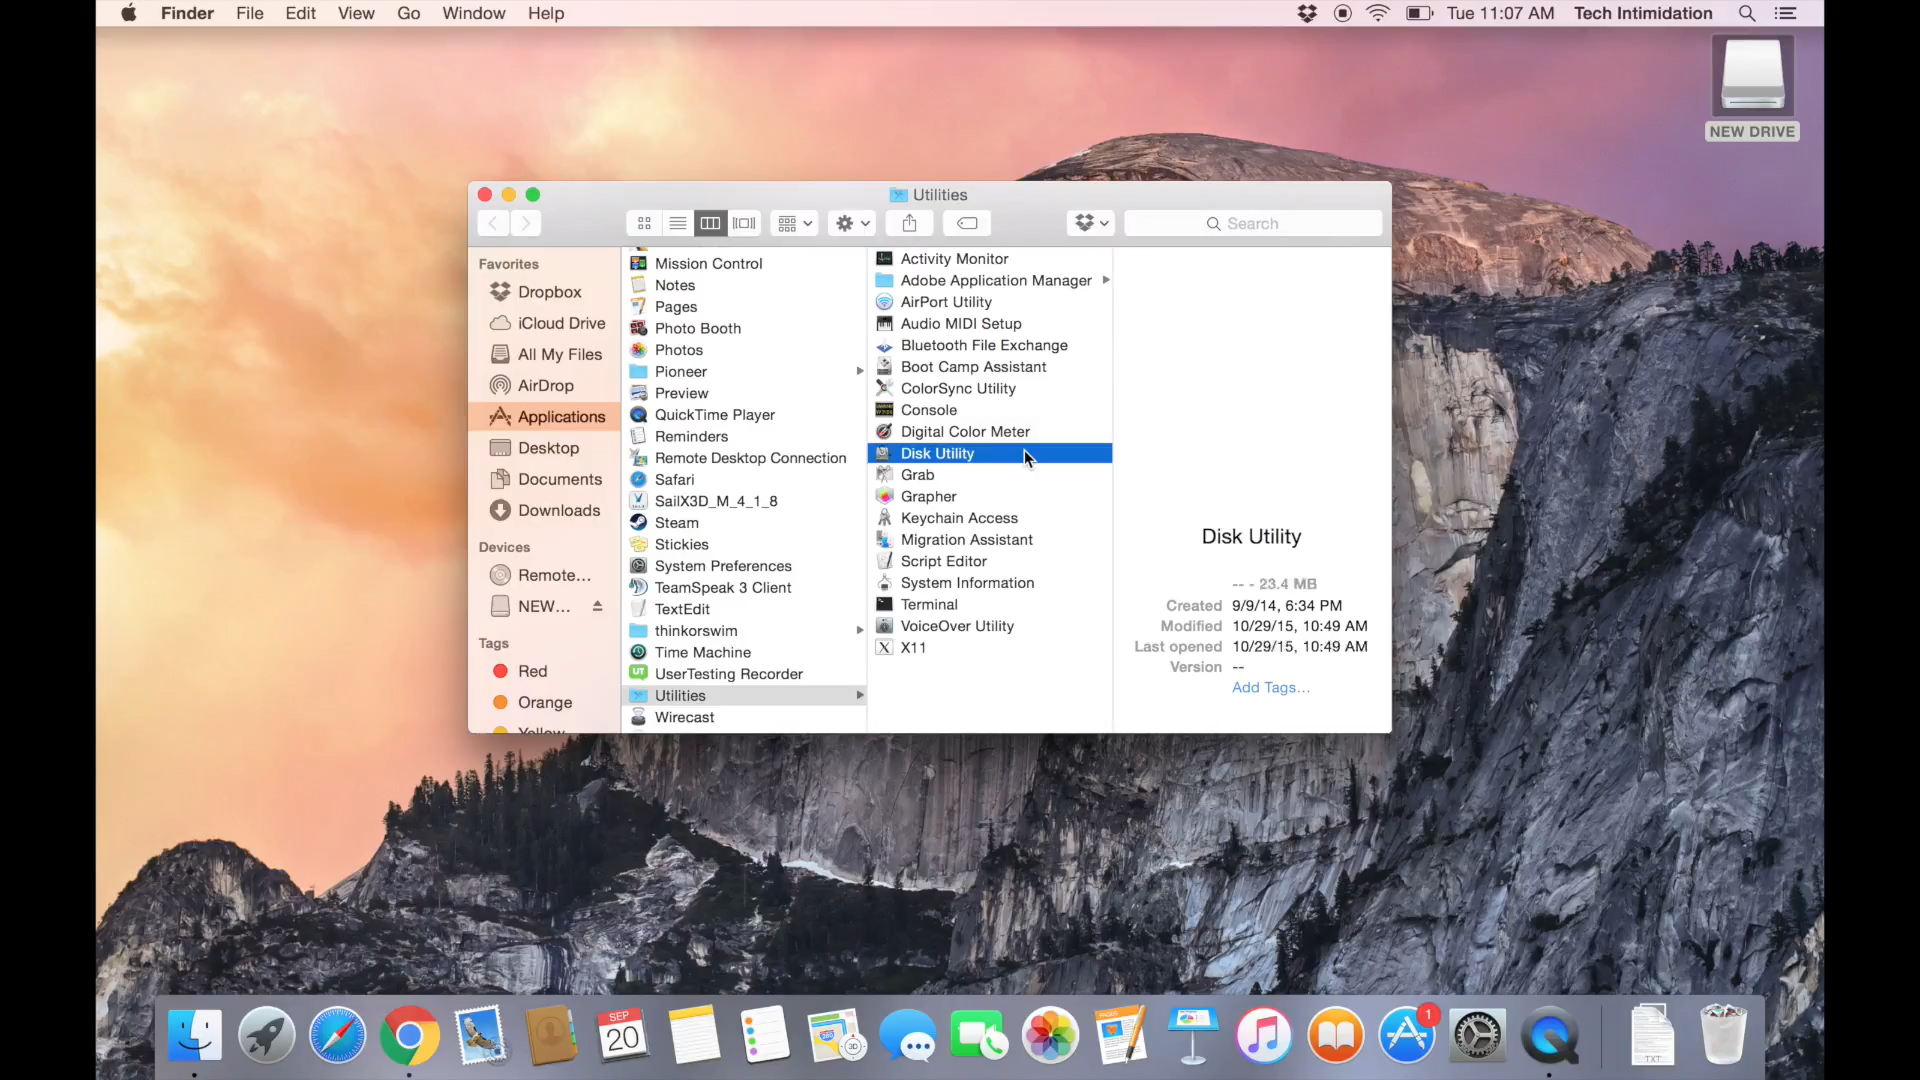 Finder File Edit View Go Window Help Tue 11:07 AM Tech Intimidation
NEW DRIVE
Utilities
Search
Favorites
Dropbox
iCloud Drive
All My Files
AirDrop
Applications
Desktop
Documents
Downloads
Devices
Remote...
NEW...
Tags
Red
Orange
Yellow
Mission Control
Notes
Pages
Photo Booth
Photos
Pioneer
Preview
QuickTime Player
Reminders
Remote Desktop Connection
Safari
SailX3D_M_4_1_8
Steam
Stickies
System Preferences
TeamSpeak 3 Client
TextEdit
thinkorswim
Time Machine
UserTesting Recorder
Utilities
Wirecast
Activity Monitor
Adobe Application Manager
AirPort Utility
Audio MIDI Setup
Bluetooth File Exchange
Boot Camp Assistant
ColorSync Utility
Console
Digital Color Meter
Disk Utility
Grab
Grapher
Keychain Access
Migration Assistant
Script Editor
System Information
Terminal
VoiceOver Utility
X11
Disk Utility
-- - 23.4 MB
Created 9/9/14, 6:34 PM
Modified 10/29/15, 10:49 AM
Last opened 10/29/15, 10:49 AM
Version --
Add Tags...
SEP
20
3D
1
TXT